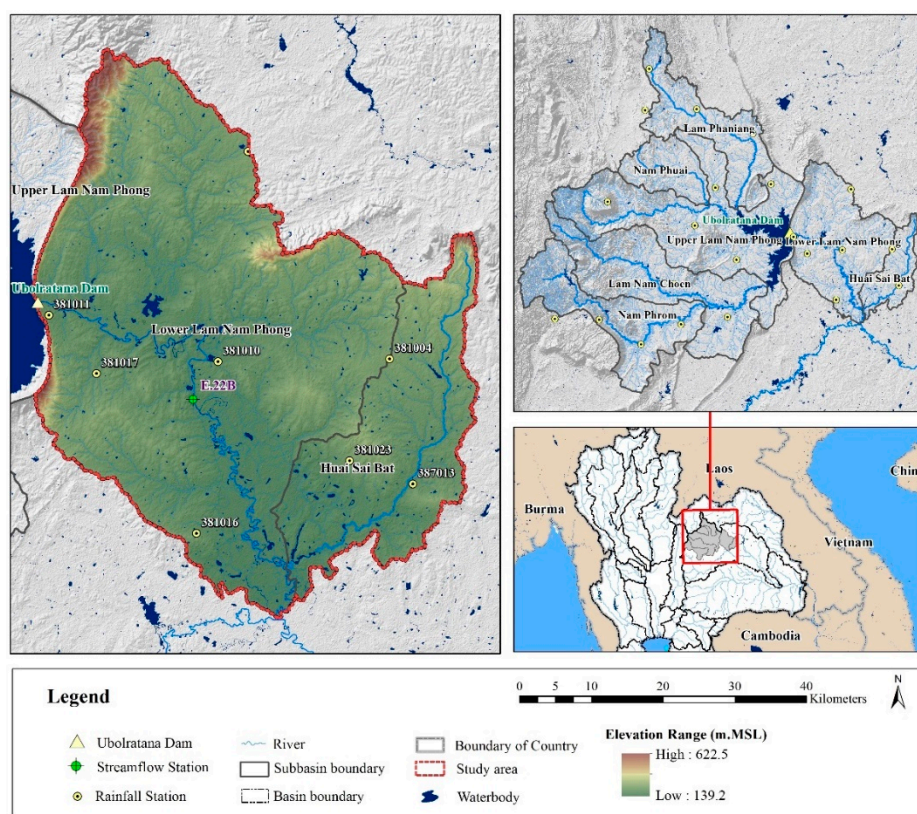 Upper Lam Nam Phong
Ubolratana Dam
381011
Lower Lam Nam Phong
381010
381004
381017
E.22B
381023
Huai Sai Bat
387013
381016
Lam Phaniang
Nam Phuai
Ubolratana Dam
Upper Lam Nam Phong
Lower Lam Nam Phong
Huai Sai Bat
Lam Nam Choen
Nam Phrom
Laos
Chin
Burma
Vietnam
Cambodia
Legend
Ubolratana Dam
Streamflow Station
Rainfall Station
River
Subbasin boundary
Basin boundary
Boundary of Country
Study area
Waterbody
0 5 10 20 30 40
Kilometers
N
Elevation Range (m.MSL)
High : 622.5
Low : 139.2